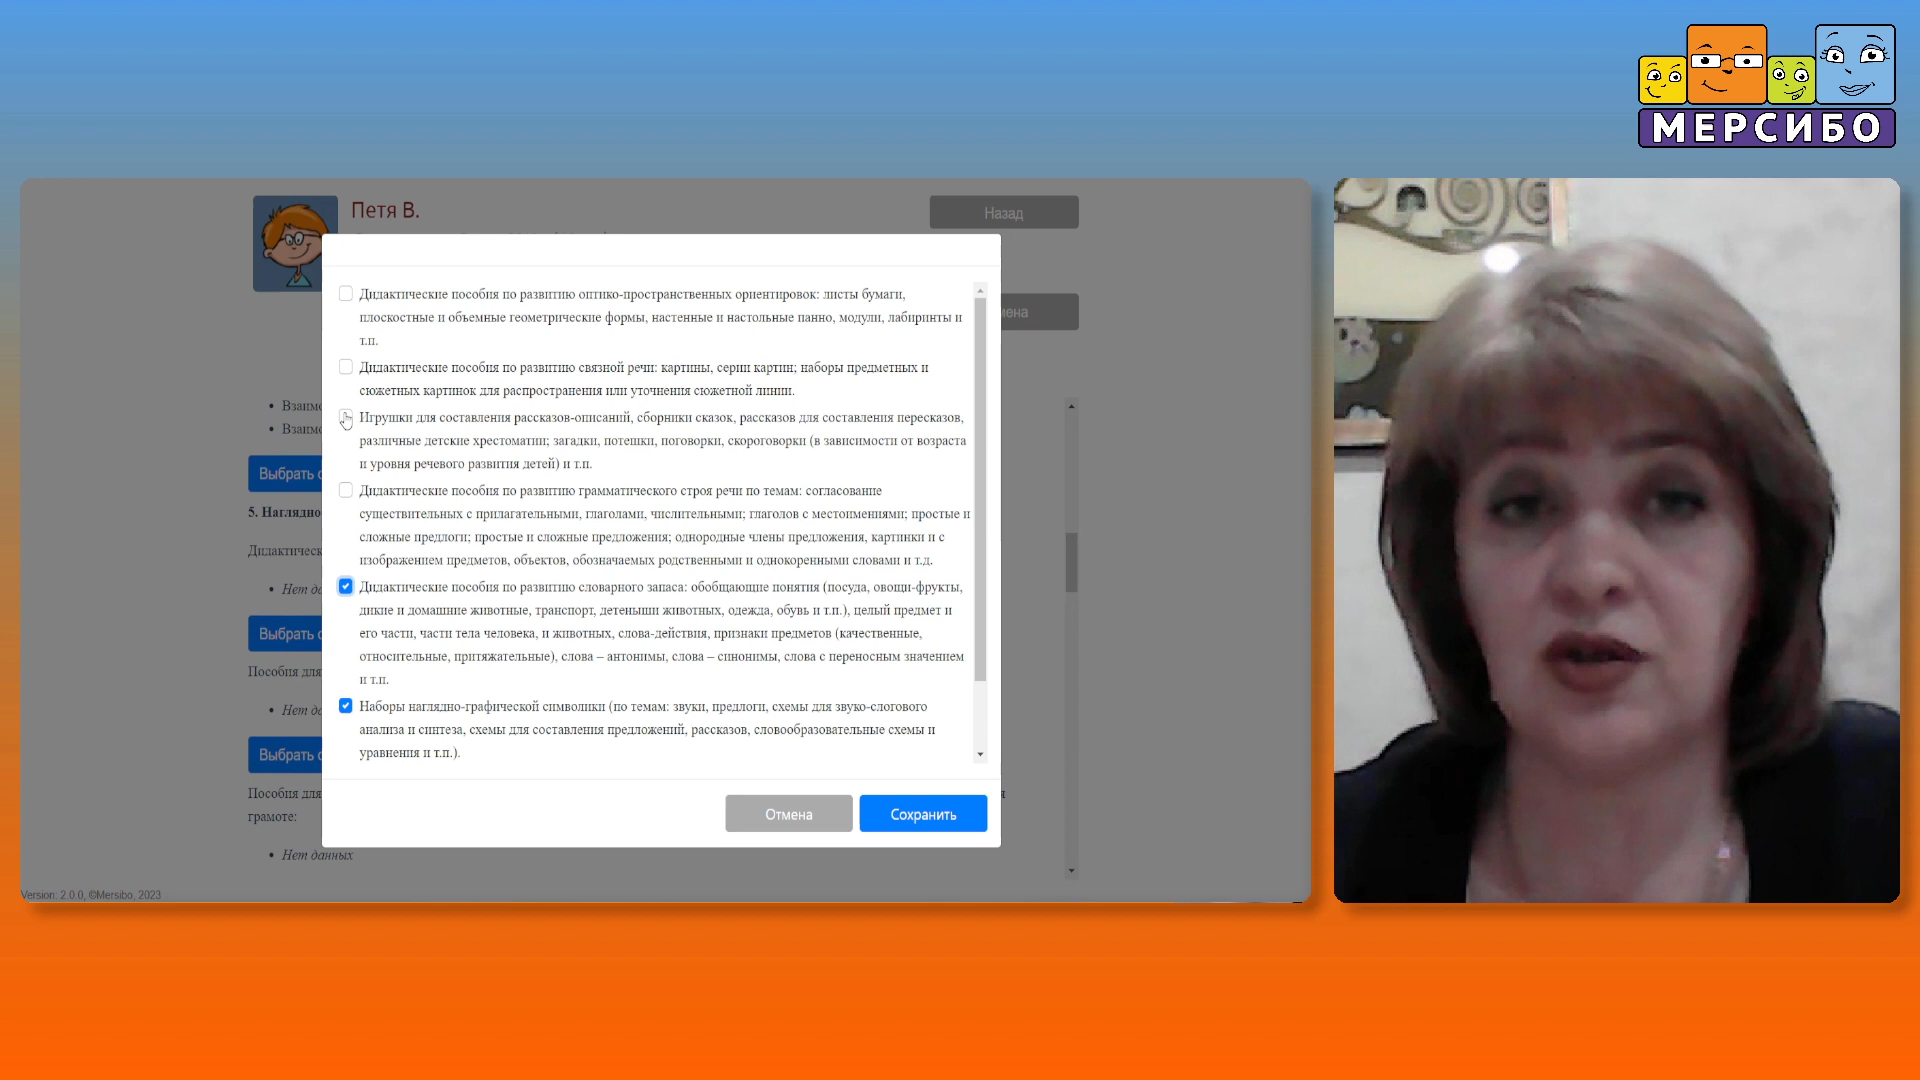 МЕРСИБО
Петя В.
Назад
Дидактические пособия по развитию оптико-пространственных ориентировок: листы бумаги,
плоскостные и объемные геометрические формы, настенные и настольные панно, модули, лабиринты и
т.п.
мена
Дидактические пособия по развитию связной речи: картины, серии картин; наборы предметных и
сюжетных картинок для распространения или уточнения сюжетной линии.
Игрушки для составления рассказов-описаний, сборники сказок, рассказов для составления пересказов,
различные детские хрестоматии; загадки, потешки, поговорки, скороговорки (в зависимости от возраста
и уровня речевого развития детей) и т.п.
Дидактические пособия по развитию грамматического строя речи по темам: согласование
существительных с прилагательными, глаголами, числительными; глаголов с местоимениями; простые и
сложные предлоги; простые и сложные предложения; однородные члены предложения, картинки и с
изображением предметов, объектов, обозначаемых родственными и однокоренными словами и т.д.
Дидактические пособия по развитию словарного запаса: обобщающие понятия (посуда, овощи-фрукты,
дикие и домашние животные, транспорт, детеныши животных, одежда, обувь и т.п.), целый предмет и
его части, части тела человека, и животных, слова-действия, признаки предметов (качественные,
относительные, притяжательные), слова – антонимы, слова – синонимы, слова с переносным значением
и т.п.
Наборы наглядно-графической символики (по темам: звуки, предлоги, схемы для звуко-слогового
анализа и синтеза, схемы для составления предложений, рассказов, словообразовательные схемы и
уравнения и т.п.).
Отмена
Сохранить
Взаимо
Взаимо
Выбрать
5. Наглядно
Дидактическ
Нет да
Выбрать
Пособия для
Нет да
Выбрать
Пособия для
грамоте:
Нет данных
Version: 2.0.0, ©Mersibo, 2023